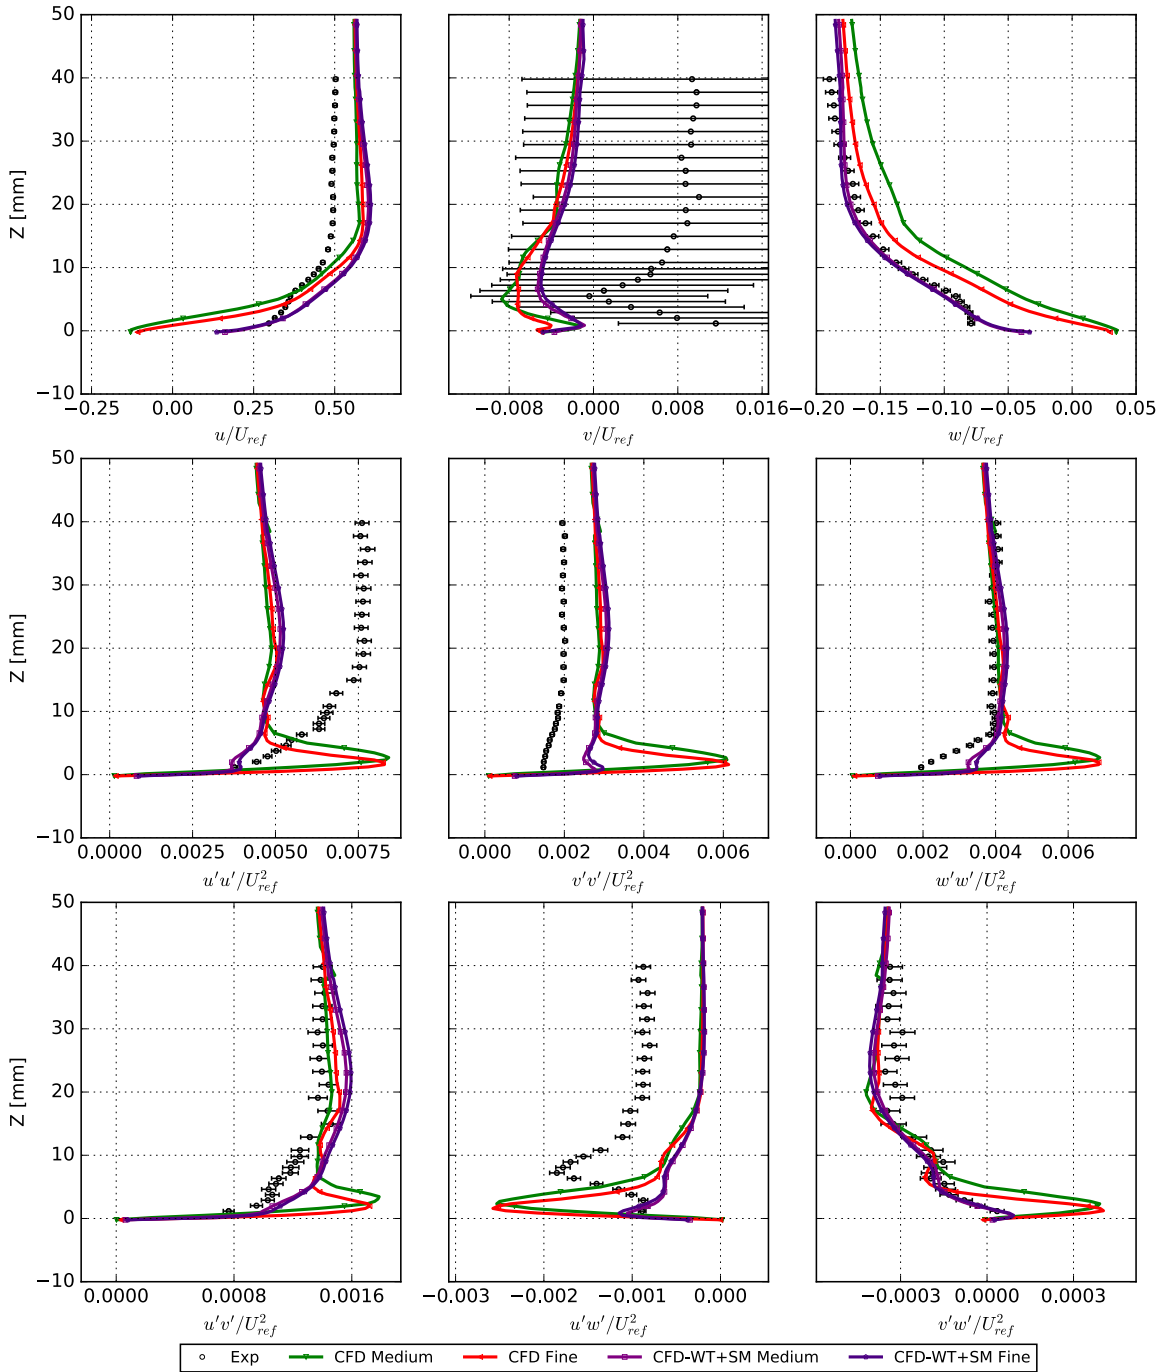 50
40
30
20
10
0
−10
Z [mm]
−0.25 0.00 0.25 0.50
u/U_ref
−0.008 0.000 0.008 0.016
v/U_ref
−0.20 −0.15 −0.10 −0.05 0.00 0.05
w/U_ref
50
40
30
20
10
0
−10
Z [mm]
0.0000 0.0025 0.0050 0.0075
u'u'/U²_ref
0.000 0.002 0.004 0.006
v'v'/U²_ref
0.000 0.002 0.004 0.006
w'w'/U²_ref
50
40
30
20
10
0
−10
Z [mm]
0.0000 0.0008 0.0016
u'v'/U²_ref
−0.003 −0.002 −0.001 0.000
u'w'/U²_ref
−0.0003 0.0000 0.0003
v'w'/U²_ref
Exp CFD Medium CFD Fine CFD-WT+SM Medium CFD-WT+SM Fine